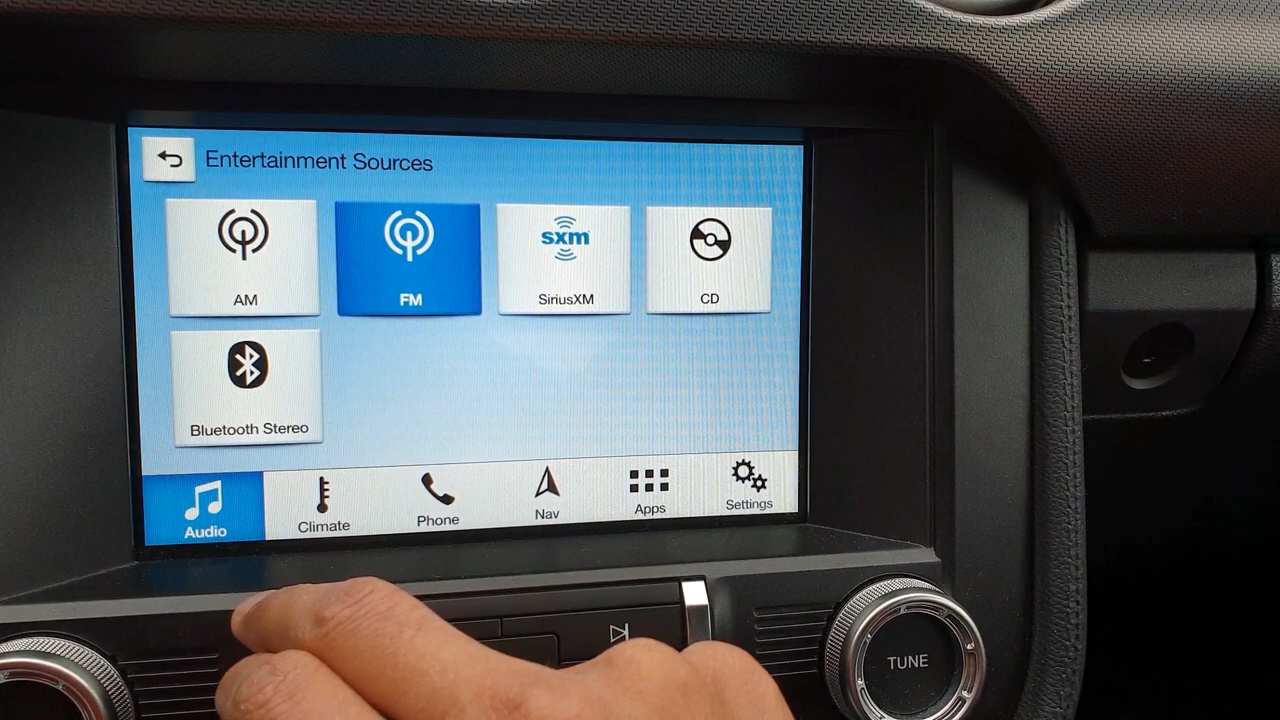 Entertainment Sources
AM
FM
sxm
SiriusXM
CD
Bluetooth Stereo
Audio
Climate
Phone
Nav
Apps
Settings
TUNE